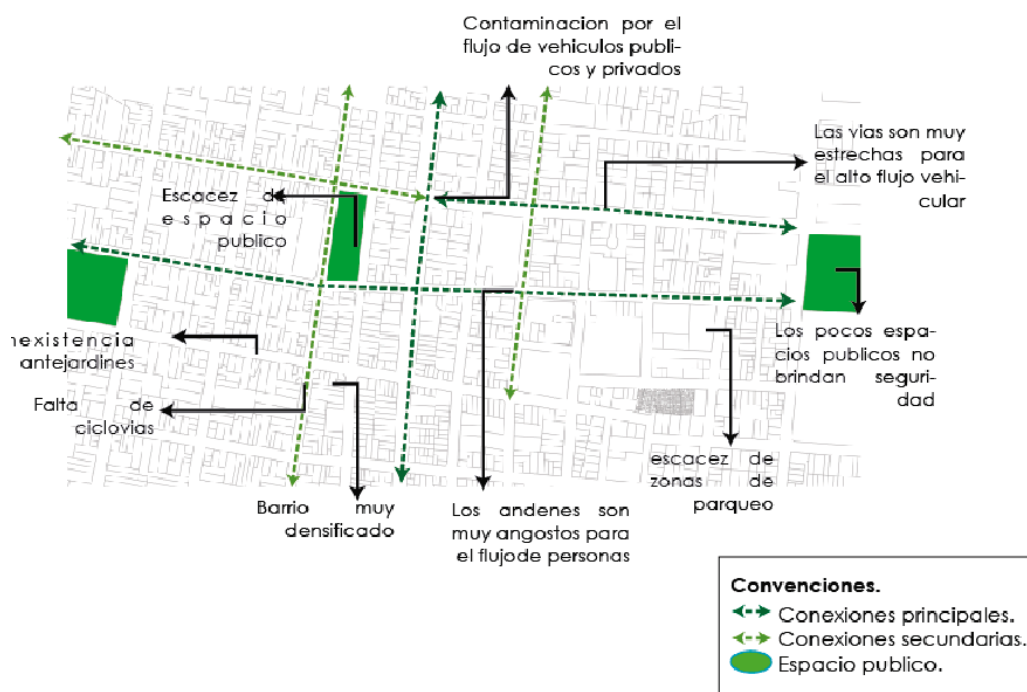 Contaminacion por el
flujo de vehiculos publi-
cos y privados
Las vias son muy
estrechas para
el alto flujo vehi-
cular
Escacez de
espacio
publico
nexistencia
antejardines
Falta de
ciclovias
Los pocos espa-
cios publicos no
brindan seguri-
dad
Barrio muy
densificado
Los andenes son
muy angostos para
el flujode personas
escacez de
zonas de
parqueo
Convenciones.
Conexiones principales.
Conexiones secundarias.
Espacio publico.